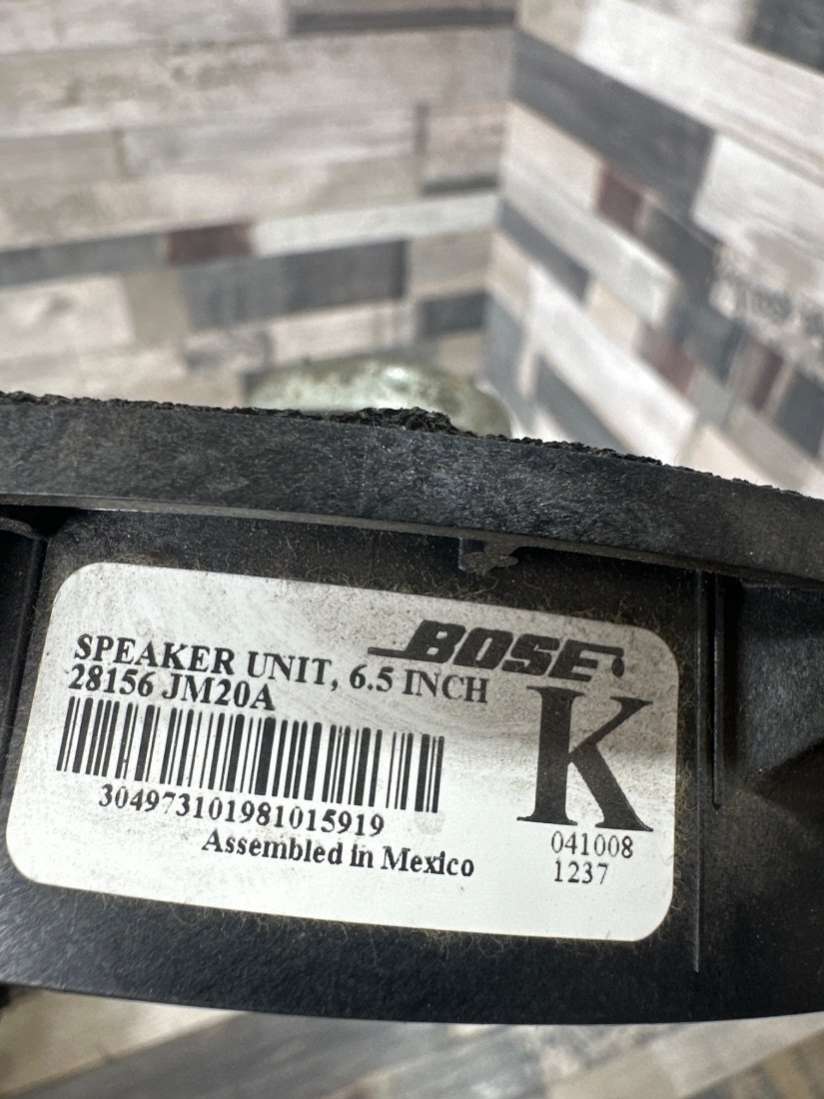 BOSE
SPEAKER UNIT, 6.5 INCH
28156 JM20A
K
304973101981015919
041008
Assembled in Mexico
1237